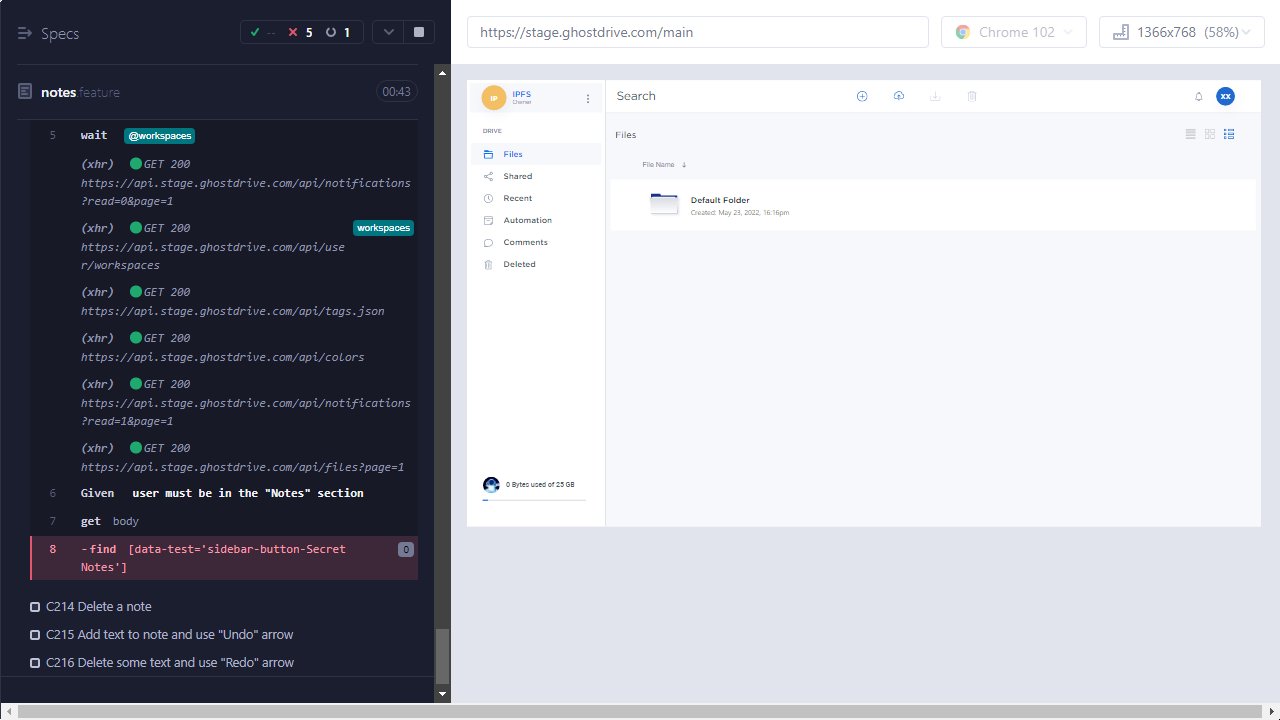 Specs
-- 5 1
notes.feature 00:43
5 wait @workspaces
(xhr) GET 200
https://api.stage.ghostdrive.com/api/notifications
?read=0&page=1
(xhr) GET 200 workspaces
https://api.stage.ghostdrive.com/api/use
r/workspaces
(xhr) GET 200
https://api.stage.ghostdrive.com/api/tags.json
(xhr) GET 200
https://api.stage.ghostdrive.com/api/colors
(xhr) GET 200
https://api.stage.ghostdrive.com/api/notifications
?read=1&page=1
(xhr) GET 200
https://api.stage.ghostdrive.com/api/files?page=1
6 Given user must be in the "Notes" section
7 get body
8 -find [data-test='sidebar-button-Secret 0
Notes']
C214 Delete a note
C215 Add text to note and use "Undo" arrow
C216 Delete some text and use "Redo" arrow
https://stage.ghostdrive.com/main
Chrome 102
1366x768 (58%)
IP
IPFS
Owner
DRIVE
Files
Shared
Recent
Automation
Comments
Deleted
0 Bytes used of 25 GB
Search
XX
Files
File Name ↓
Default Folder
Created: May 23, 2022, 16:16pm